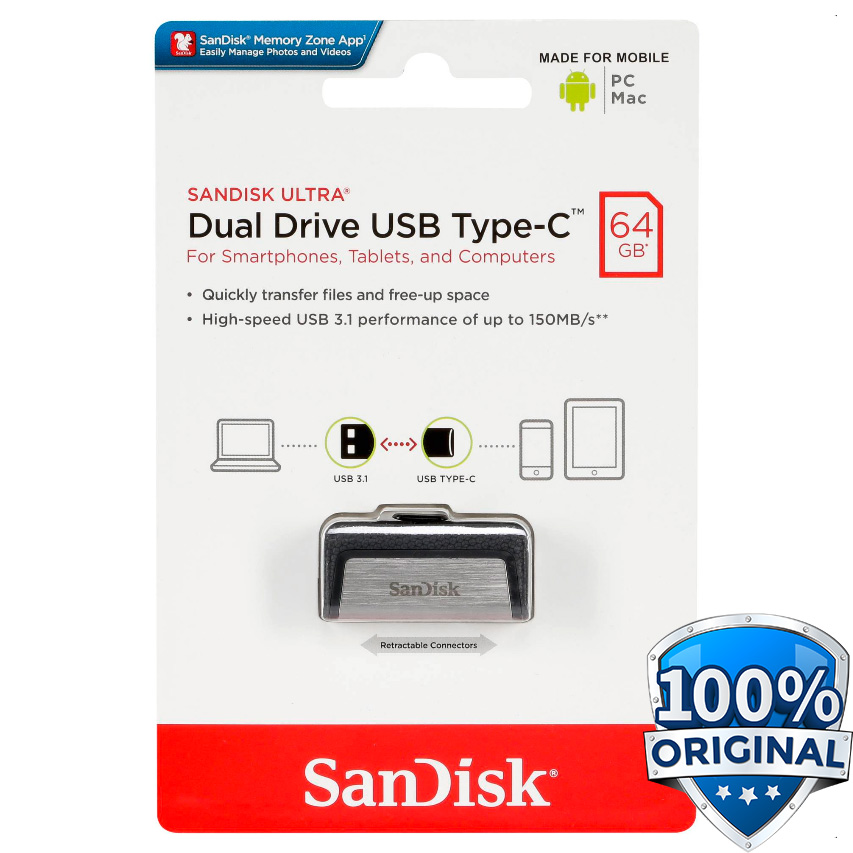 SanDisk® Memory Zone App¹
Easily Manage Photos and Videos
SanDisk
MADE FOR MOBILE
PC
Mac
SANDISK ULTRA®
Dual Drive USB Type-C™
For Smartphones, Tablets, and Computers
64
GB*
• Quickly transfer files and free-up space
• High-speed USB 3.1 performance of up to 150MB/s**
USB 3.1
USB TYPE-C
SanDisk
Retractable Connectors
SanDisk®
100%
ORIGINAL